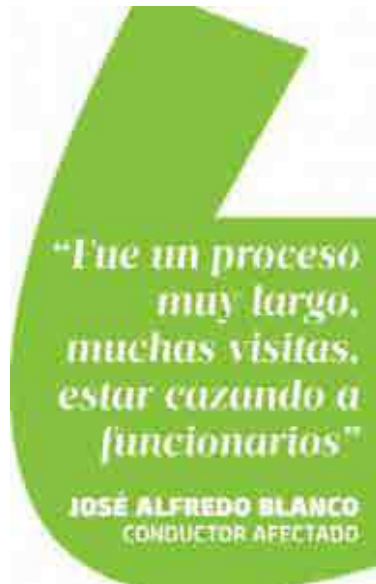 “Fue un proceso
muy largo,
muchas visitas,
estar cazando a
funcionarios”
JOSÉ ALFREDO BLANCO
CONDUCTOR AFECTADO